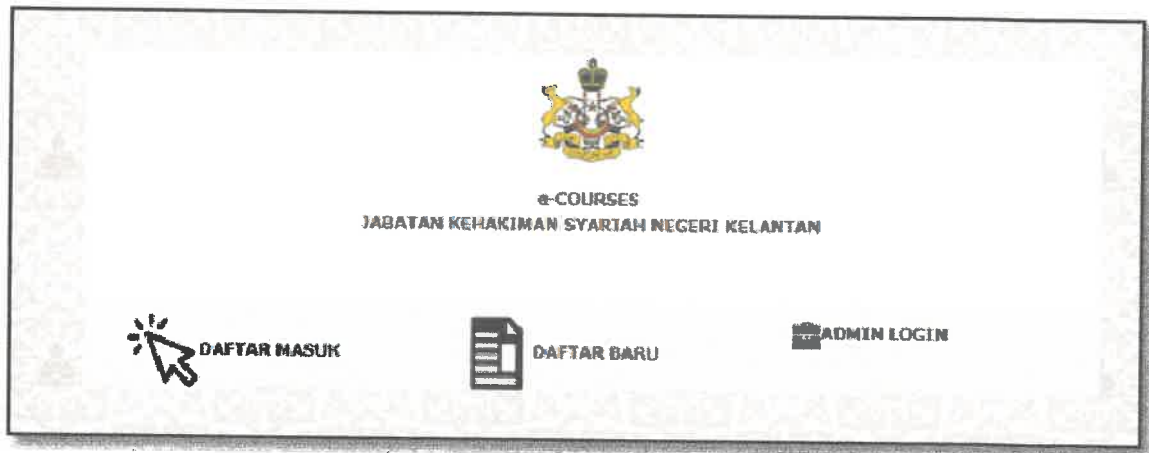 e-COURSES
JABATAN KEHAKIMAN SYARIAH NEGERI KELANTAN
DAFTAR MASUK
DAFTAR BARU
ADMIN LOGIN